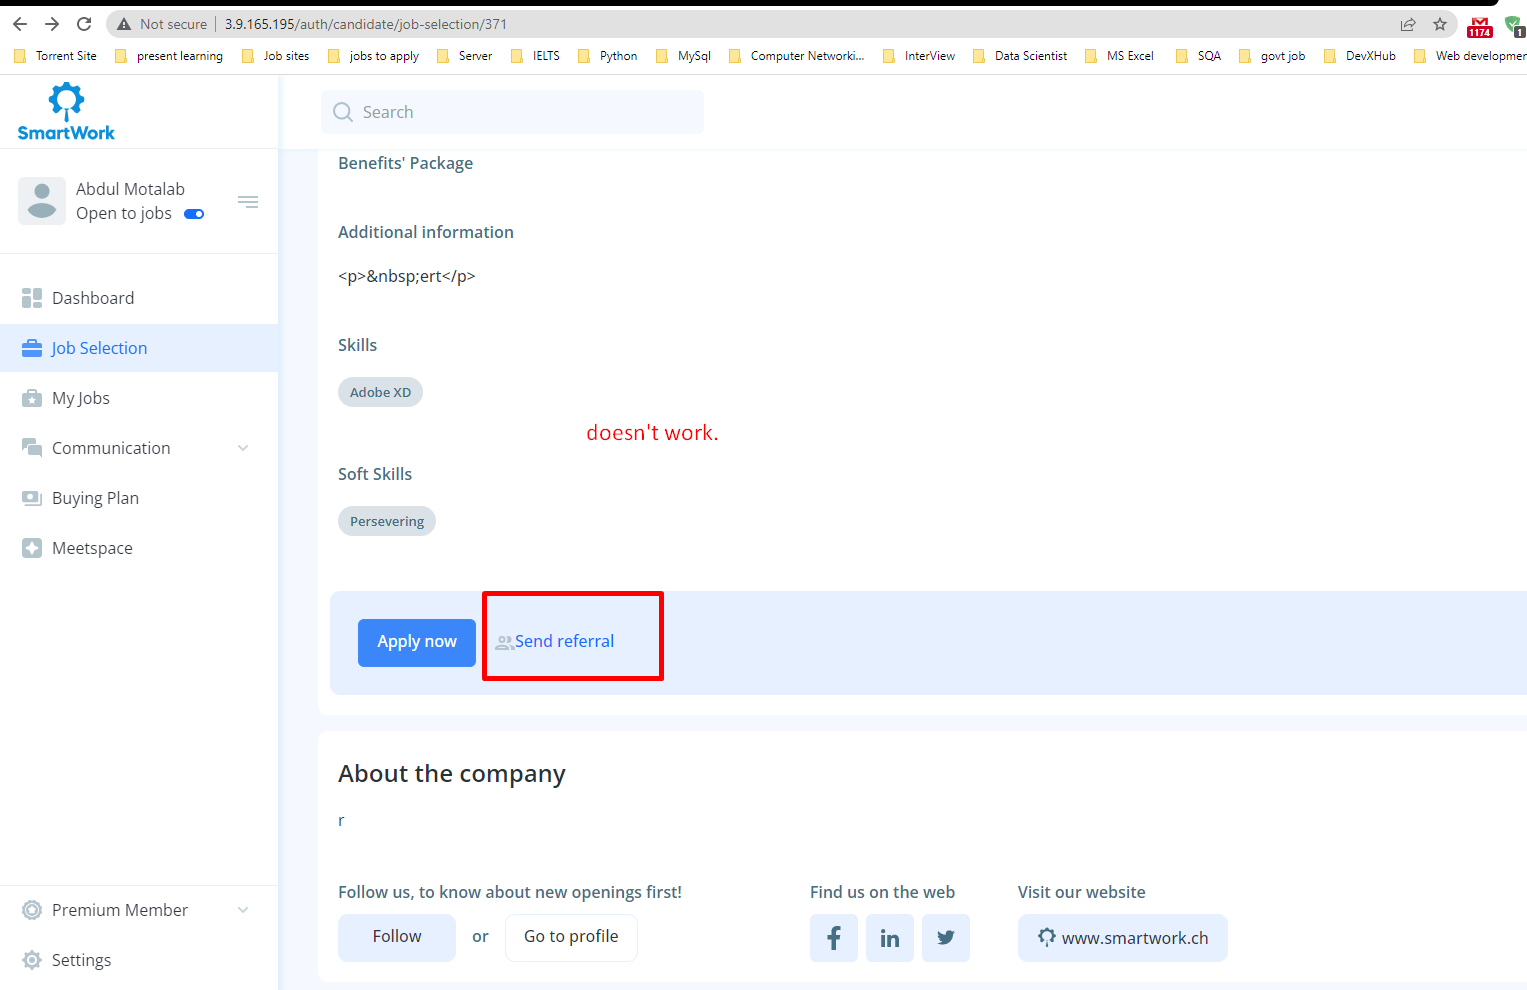 Not secure | 3.9.165.195/auth/candidate/job-selection/371
1174
1
Torrent Site present learning Job sites jobs to apply Server IELTS Python MySql Computer Networki... InterView Data Scientist MS Excel SQA govt job DevXHub Web developmer
SmartWork
Search
Abdul Motalab
Open to jobs
Dashboard
Job Selection
My Jobs
Communication
Buying Plan
Meetspace
Premium Member
Settings
Benefits' Package
Additional information
<p>&nbsp;ert</p>
Skills
Adobe XD
doesn't work.
Soft Skills
Persevering
Apply now Send referral
About the company
r
Follow us, to know about new openings first! Find us on the web Visit our website
Follow or Go to profile www.smartwork.ch